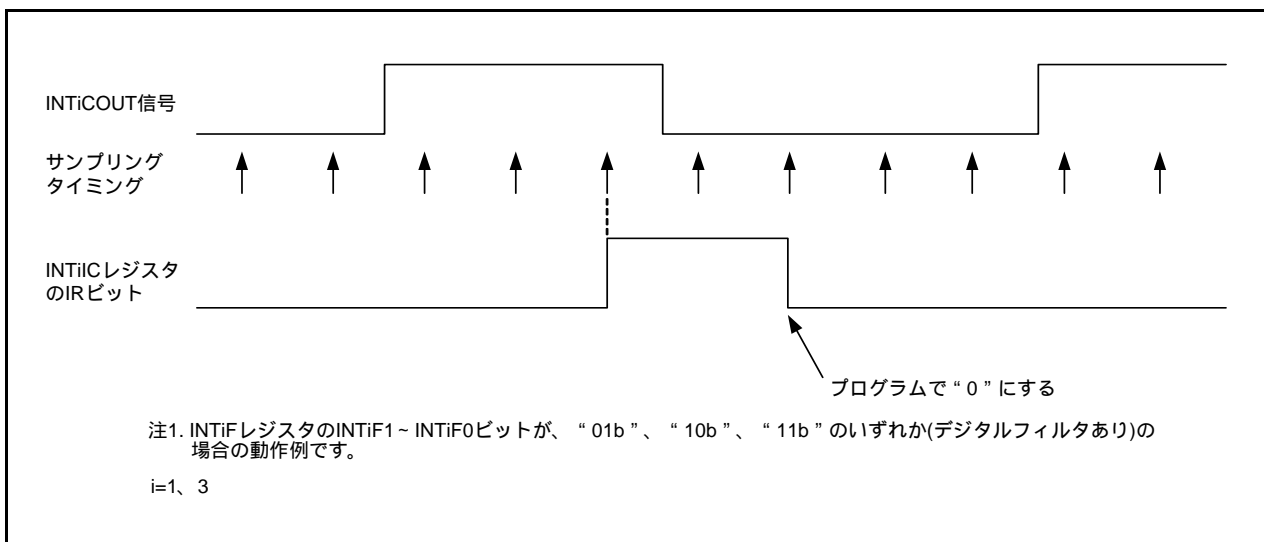 INTiCOUT信号
サンプリング
タイミング
INTiICレジスタ
のIRビット
プログラムで“0”にする
注1. INTiFレジスタのINTiF1~INTiF0ビットが、“01b”、“10b”、“11b”のいずれか(デジタルフィルタあり)の
場合の動作例です。
i=1、3